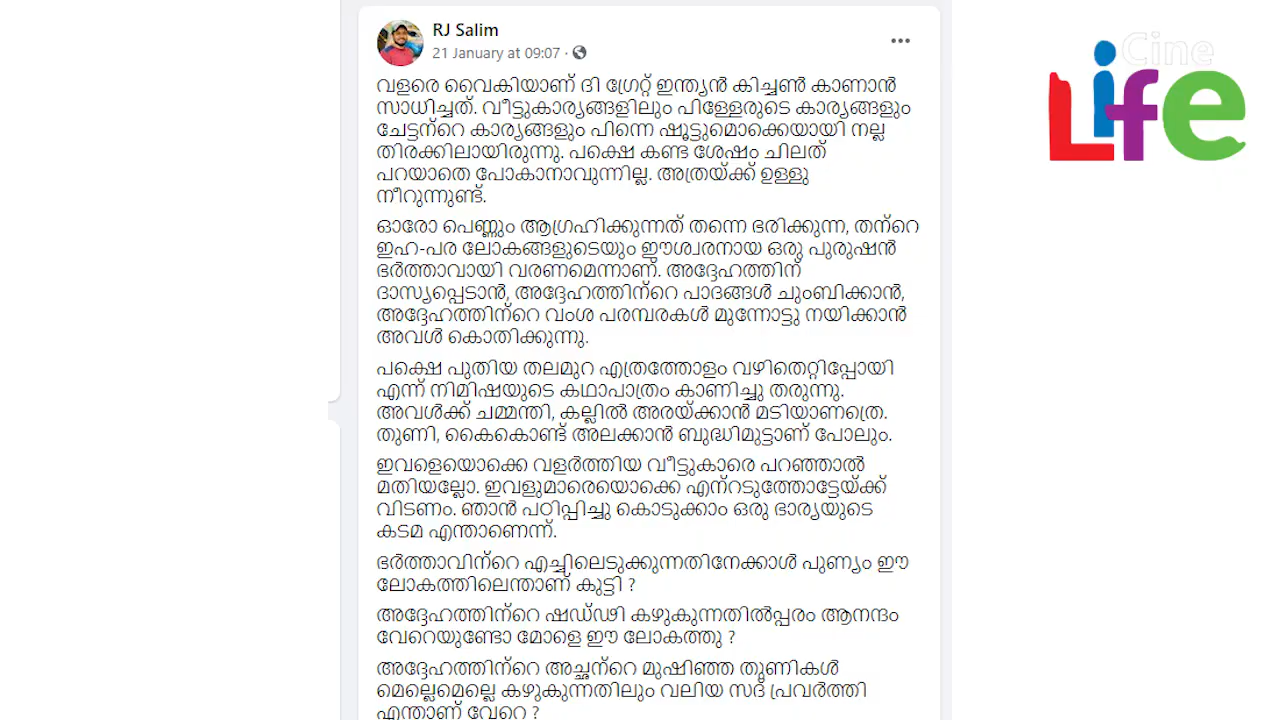 RJ Salim
21 January at 09:07 ·
Cine
Life
വളരെ വൈകിയാണ് ദി ഗ്രേറ്റ് ഇന്ത്യൻ കിച്ചൺ കാണാൻ
സാധിച്ചത്. വീട്ടുകാര്യങ്ങളിലും പിള്ളേരുടെ കാര്യങ്ങളും
ചേട്ടന്റെ കാര്യങ്ങളും പിന്നെ ഷൂട്ടുമൊക്കെയായി നല്ല
തിരക്കിലായിരുന്നു. പക്ഷെ കണ്ട ശേഷം ചിലത്
പറയാതെ പോകാനാവുന്നില്ല. അത്രയ്ക്ക് ഉള്ളു
നീറുന്നുണ്ട്.
ഓരോ പെണ്ണും ആഗ്രഹിക്കുന്നത് തന്നെ ഭരിക്കുന്ന, തന്റെ
ഇഹ-പര ലോകങ്ങളുടെയും ഈശ്വരനായ ഒരു പുരുഷൻ
ഭർത്താവായി വരണമെന്നാണ്. അദ്ദേഹത്തിന്
ദാസ്യപ്പെടാൻ, അദ്ദേഹത്തിന്റെ പാദങ്ങൾ ചുംബിക്കാൻ,
അദ്ദേഹത്തിന്റെ വംശ പരമ്പരകൾ മുന്നോട്ടു നയിക്കാൻ
അവൾ കൊതിക്കുന്നു.
പക്ഷെ പുതിയ തലമുറ എത്രത്തോളം വഴിതെറ്റിപ്പോയി
എന്ന് നിമിഷയുടെ കഥാപാത്രം കാണിച്ചു തരുന്നു.
അവൾക്ക് ചമ്മന്തി, കല്ലിൽ അരയ്ക്കാൻ മടിയാണത്രെ.
തുണി, കൈകൊണ്ട് അലക്കാൻ ബുദ്ധിമുട്ടാണ് പോലും.
ഇവളെയൊക്കെ വളർത്തിയ വീട്ടുകാരെ പറഞ്ഞാൽ
മതിയല്ലോ. ഇവളുമാരെയൊക്കെ എന്റടുത്തോട്ടേയ്ക്ക്
വിടണം. ഞാൻ പഠിപ്പിച്ചു കൊടുക്കാം ഒരു ഭാര്യയുടെ
കടമ എന്താണെന്ന്.
ഭർത്താവിന്റെ എച്ചിലെടുക്കുന്നതിനേക്കാൾ പുണ്യം ഈ
ലോകത്തിലെന്താണ് കുട്ടി ?
അദ്ദേഹത്തിന്റെ ഷഡ്ഢി കഴുകുന്നതിൽപ്പരം ആനന്ദം
വേറെയുണ്ടോ മോളെ ഈ ലോകത്തു ?
അദ്ദേഹത്തിന്റെ അച്ഛന്റെ മുഷിഞ്ഞ തുണികൾ
മെല്ലെമെല്ലെ കഴുകുന്നതിലും വലിയ സദ് പ്രവർത്തി
എന്താണ് വേറെ ?